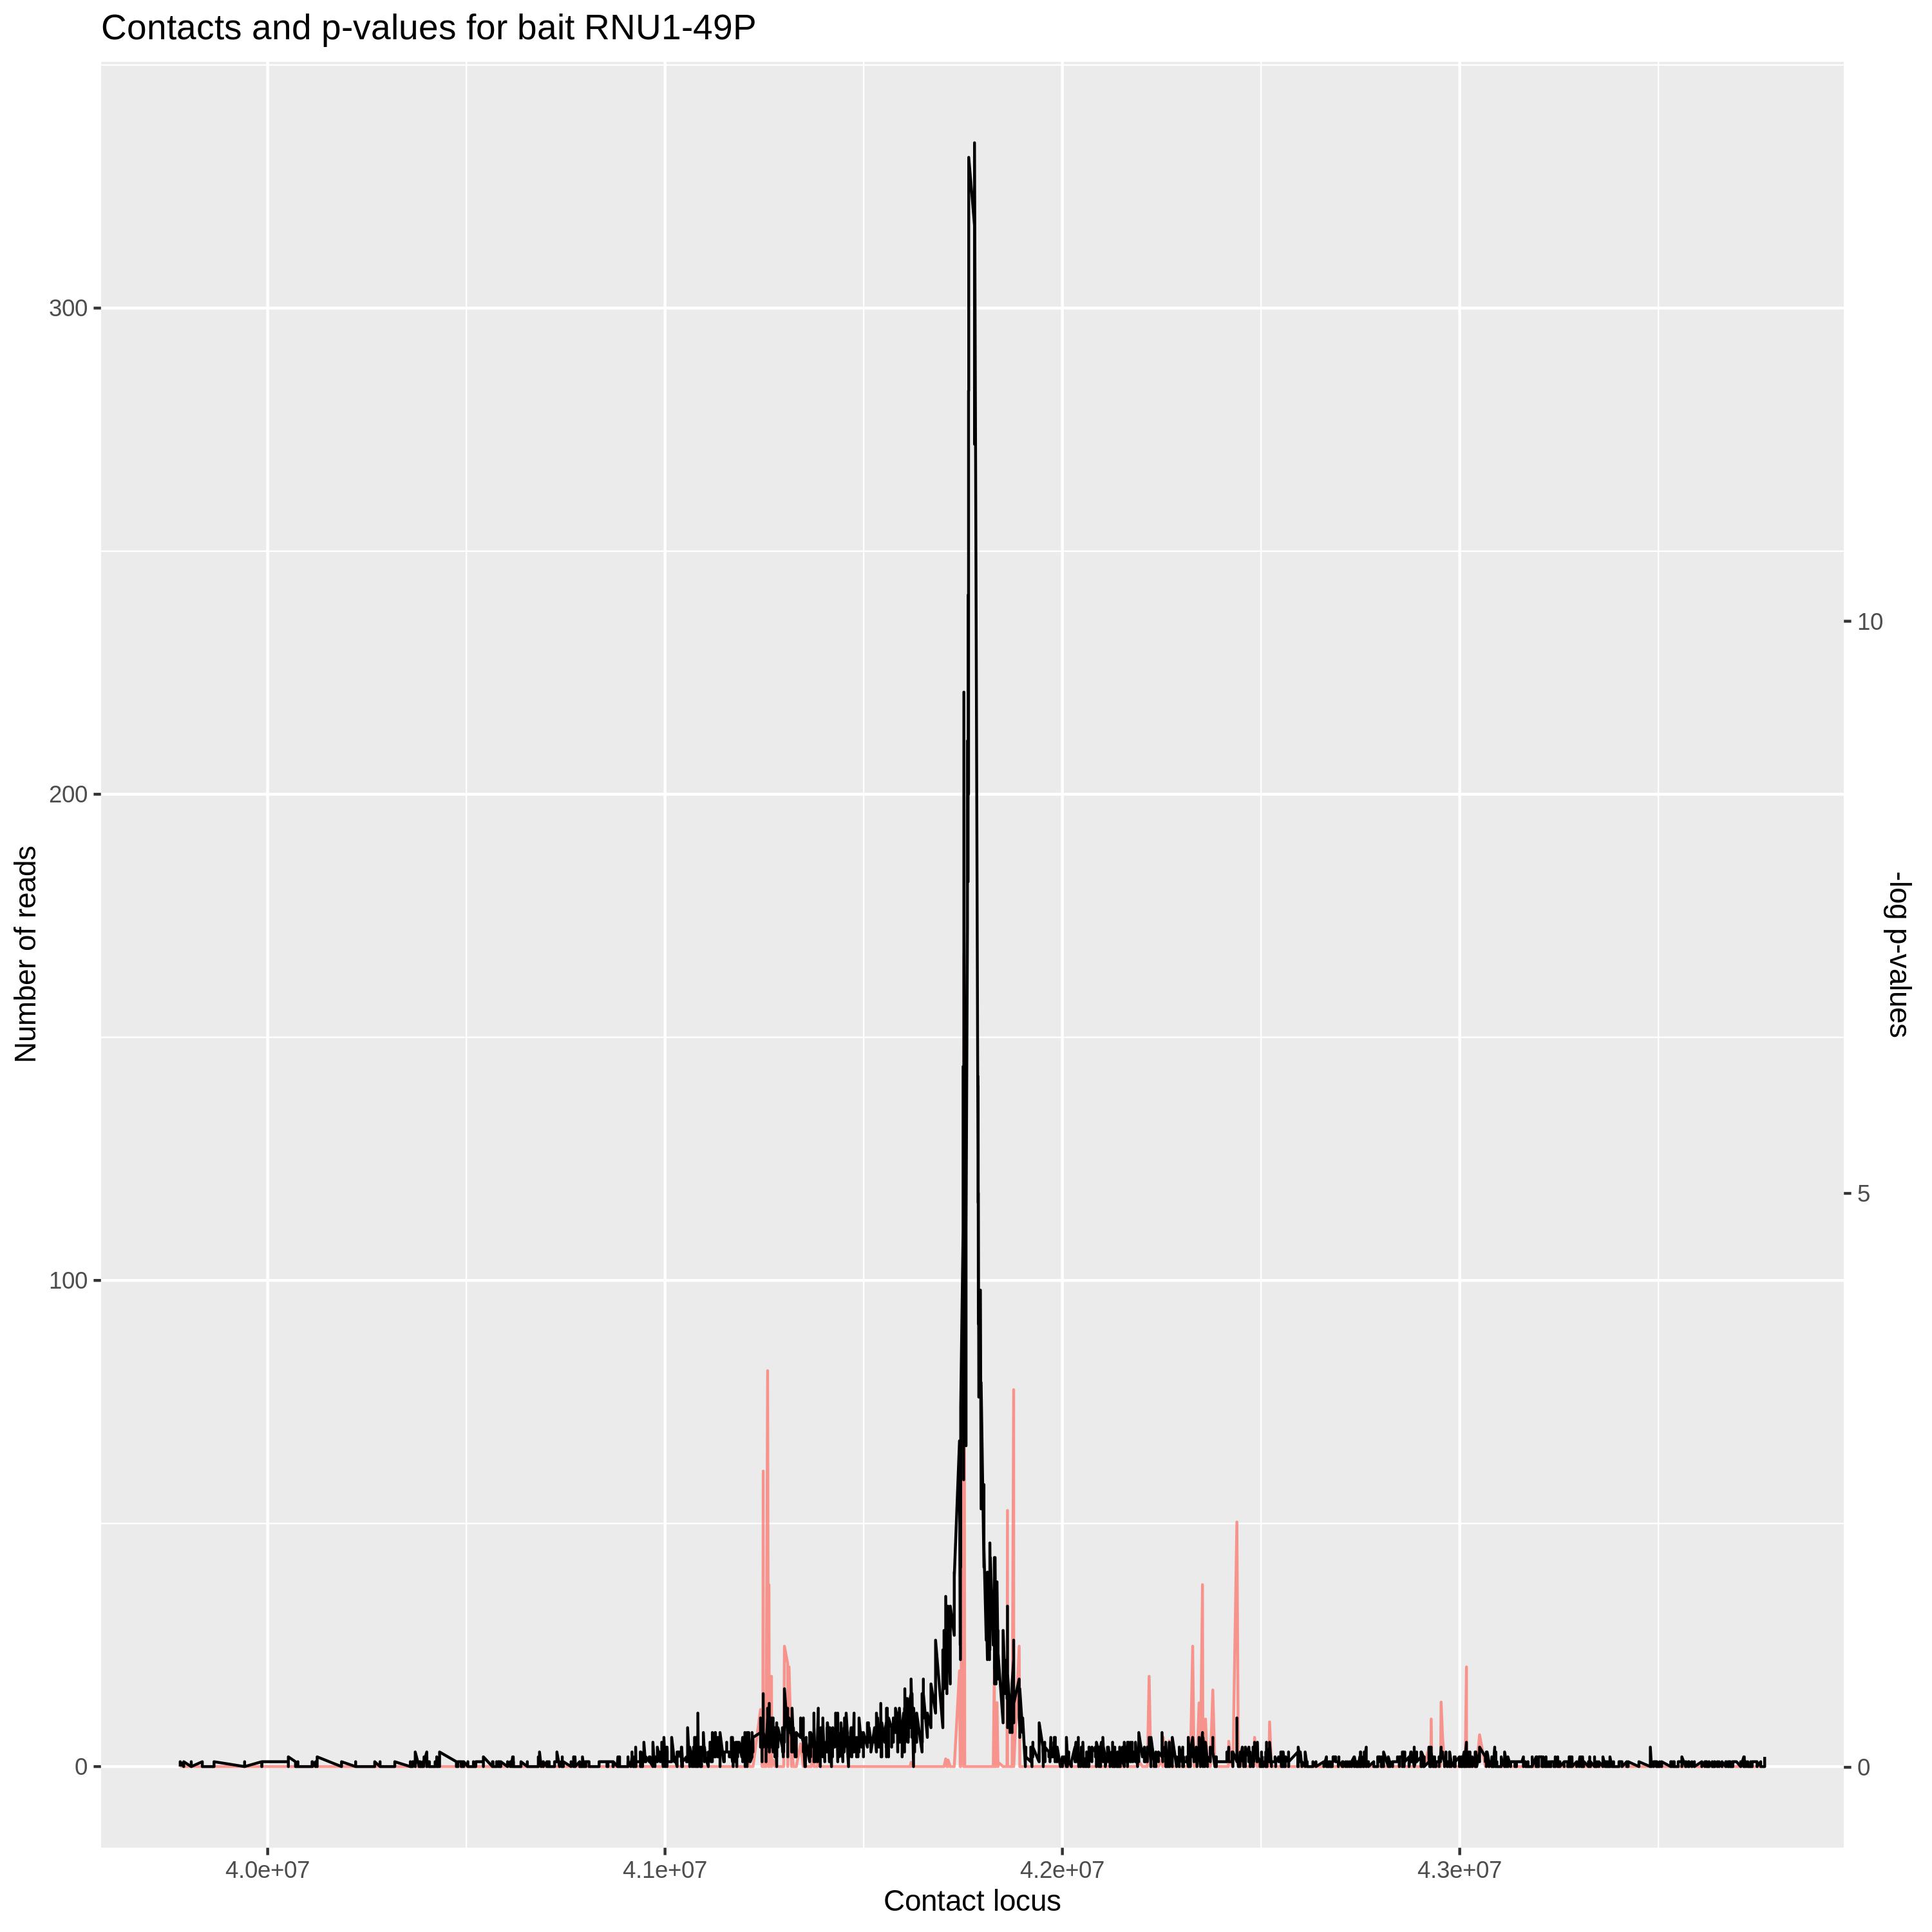 Contacts and p-values for bait RNU1-49P
300
200
100
0
Number of reads
10
5
0
-log p-values
4.0e+07
4.1e+07
4.2e+07
4.3e+07
Contact locus